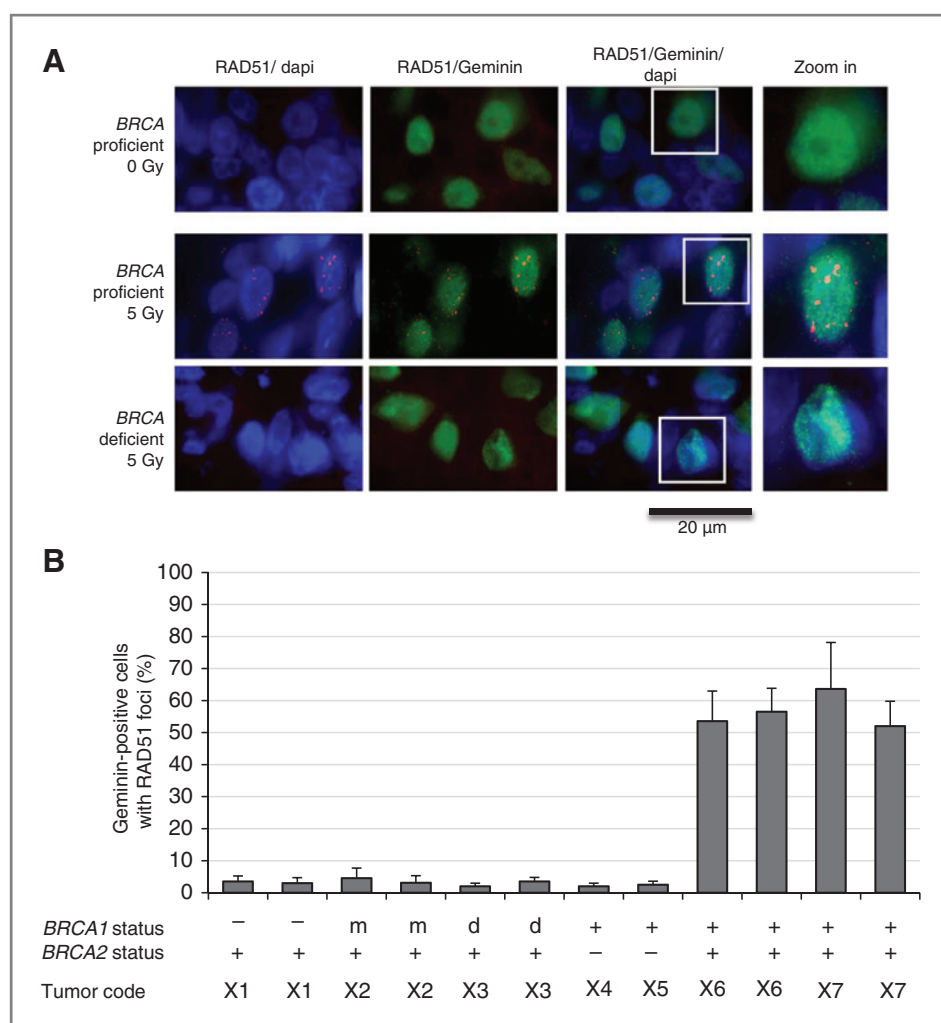 A
RAD51/ dapi
RAD51/Geminin
RAD51/Geminin/
dapi
Zoom in
BRCA
proficient
0 Gy
BRCA
proficient
5 Gy
BRCA
deficient
5 Gy
20 µm
B
Geminin-positive cells
with RAD51 foci (%)
100
90
80
70
60
50
40
30
20
10
0
BRCA1 status – – m m d d + + + + + +
BRCA2 status + + + + + + – – + + + +
Tumor code X1 X1 X2 X2 X3 X3 X4 X5 X6 X6 X7 X7